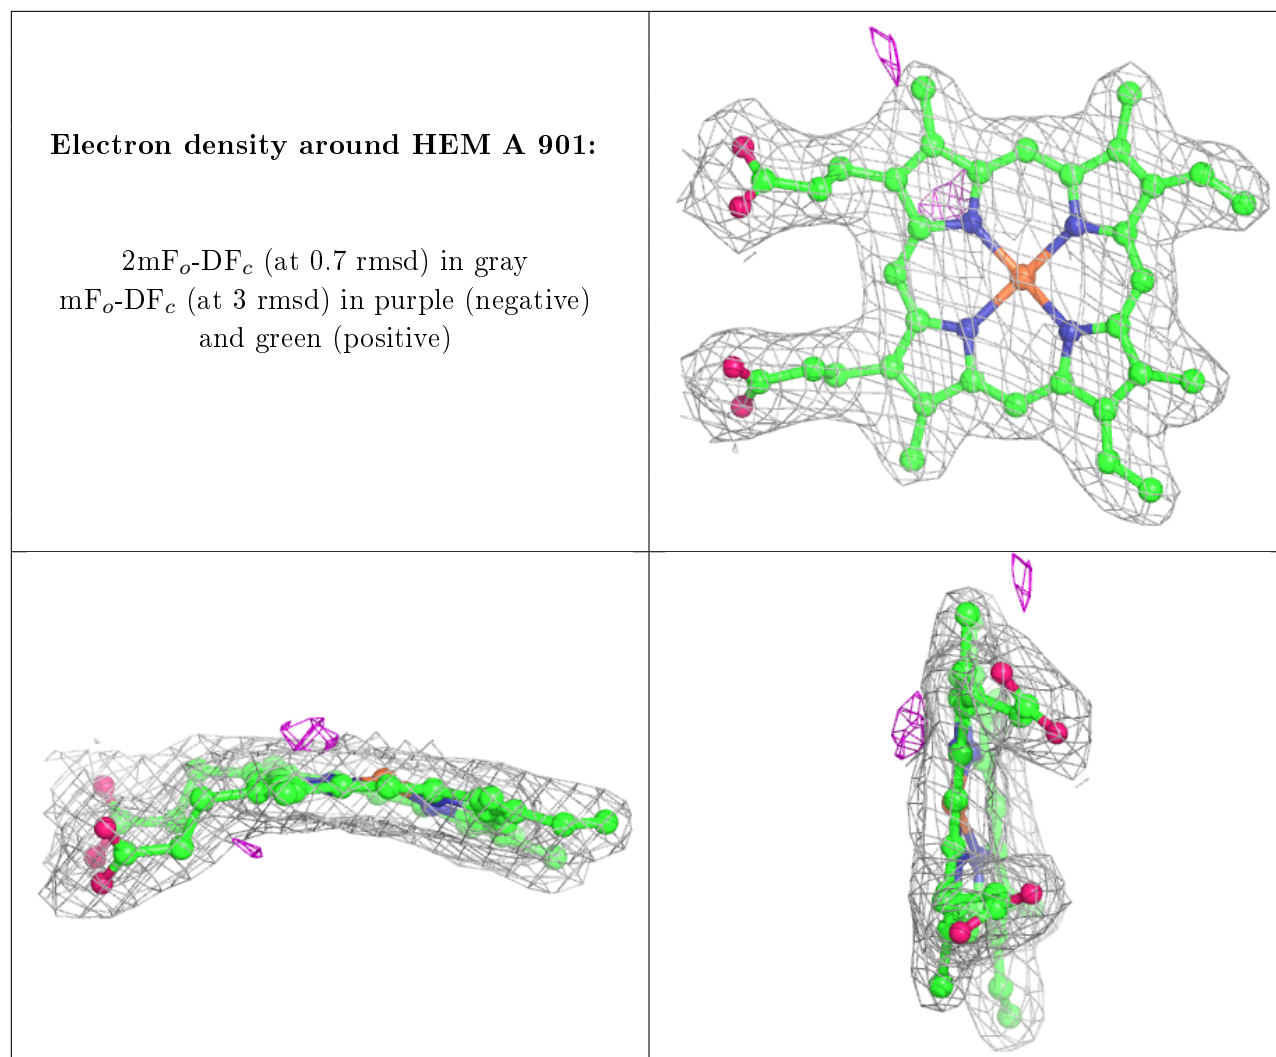 Electron density around HEM A 901:
2mFₒ-DF𝒸 (at 0.7 rmsd) in gray
mFₒ-DF𝒸 (at 3 rmsd) in purple (negative)
and green (positive)